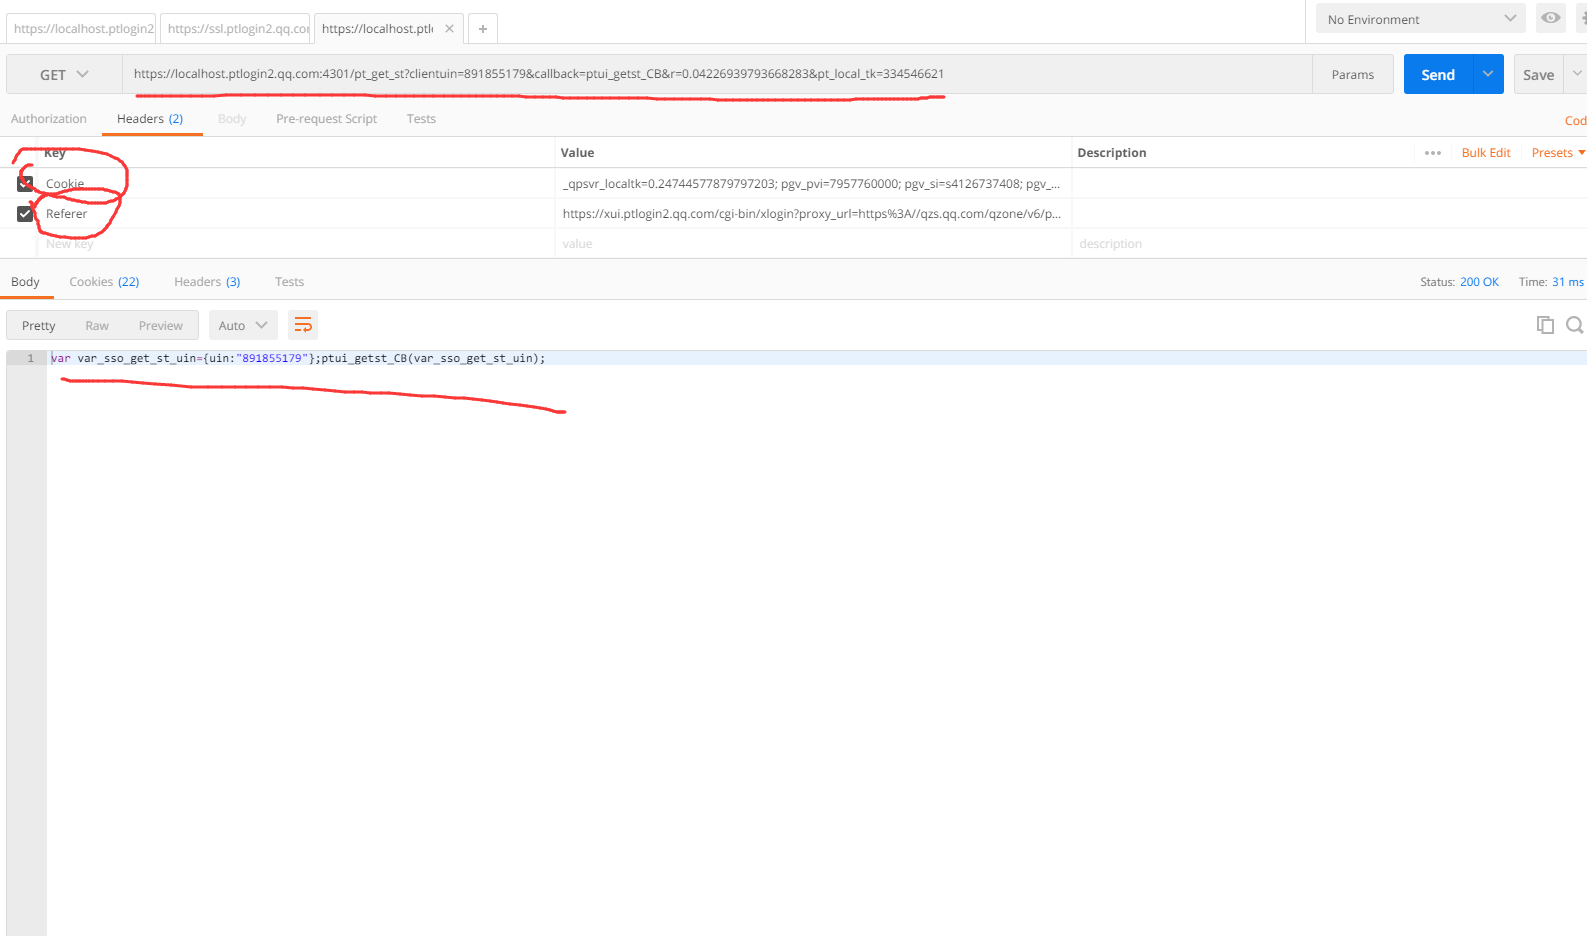 https://localhost.ptlogin2 https://ssl.ptlogin2.qq.co https://localhost.ptl + No Environment
GET https://localhost.ptlogin2.qq.com:4301/pt_get_st?clientuin=891855179&callback=ptui_getst_CB&r=0.04226939793668283&pt_local_tk=334546621 Params Send Save
Authorization Headers (2) Body Pre-request Script Tests Cod
Key Value Description ••• Bulk Edit Presets
Cookie _qpsvr_localtk=0.24744577879797203; pgv_pvi=7957760000; pgv_si=s4126737408; pgv_...
Referer https://xui.ptlogin2.qq.com/cgi-bin/xlogin?proxy_url=https%3A//qzs.qq.com/qzone/v6/p...
New key value description
Body Cookies (22) Headers (3) Tests Status: 200 OK Time: 31 ms
Pretty Raw Preview Auto
1 var var_sso_get_st_uin={uin:"891855179"};ptui_getst_CB(var_sso_get_st_uin);